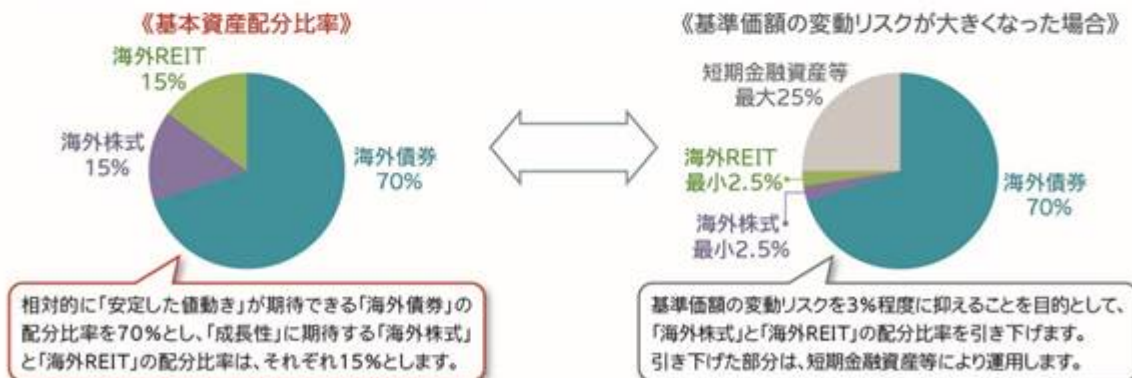 《基本資産配分比率》
海外REIT
15%
海外株式
15%
海外債券
70%
相対的に「安定した値動き」が期待できる「海外債券」の
配分比率を70%とし、「成長性」に期待する「海外株式」
と「海外REIT」の配分比率は、それぞれ15%とします。
《基準価額の変動リスクが大きくなった場合》
短期金融資産等
最大25%
海外REIT
最小2.5%
海外株式
最小2.5%
海外債券
70%
基準価額の変動リスクを3%程度に抑えることを目的として、
「海外株式」と「海外REIT」の配分比率を引き下げます。
引き下げた部分は、短期金融資産等により運用します。